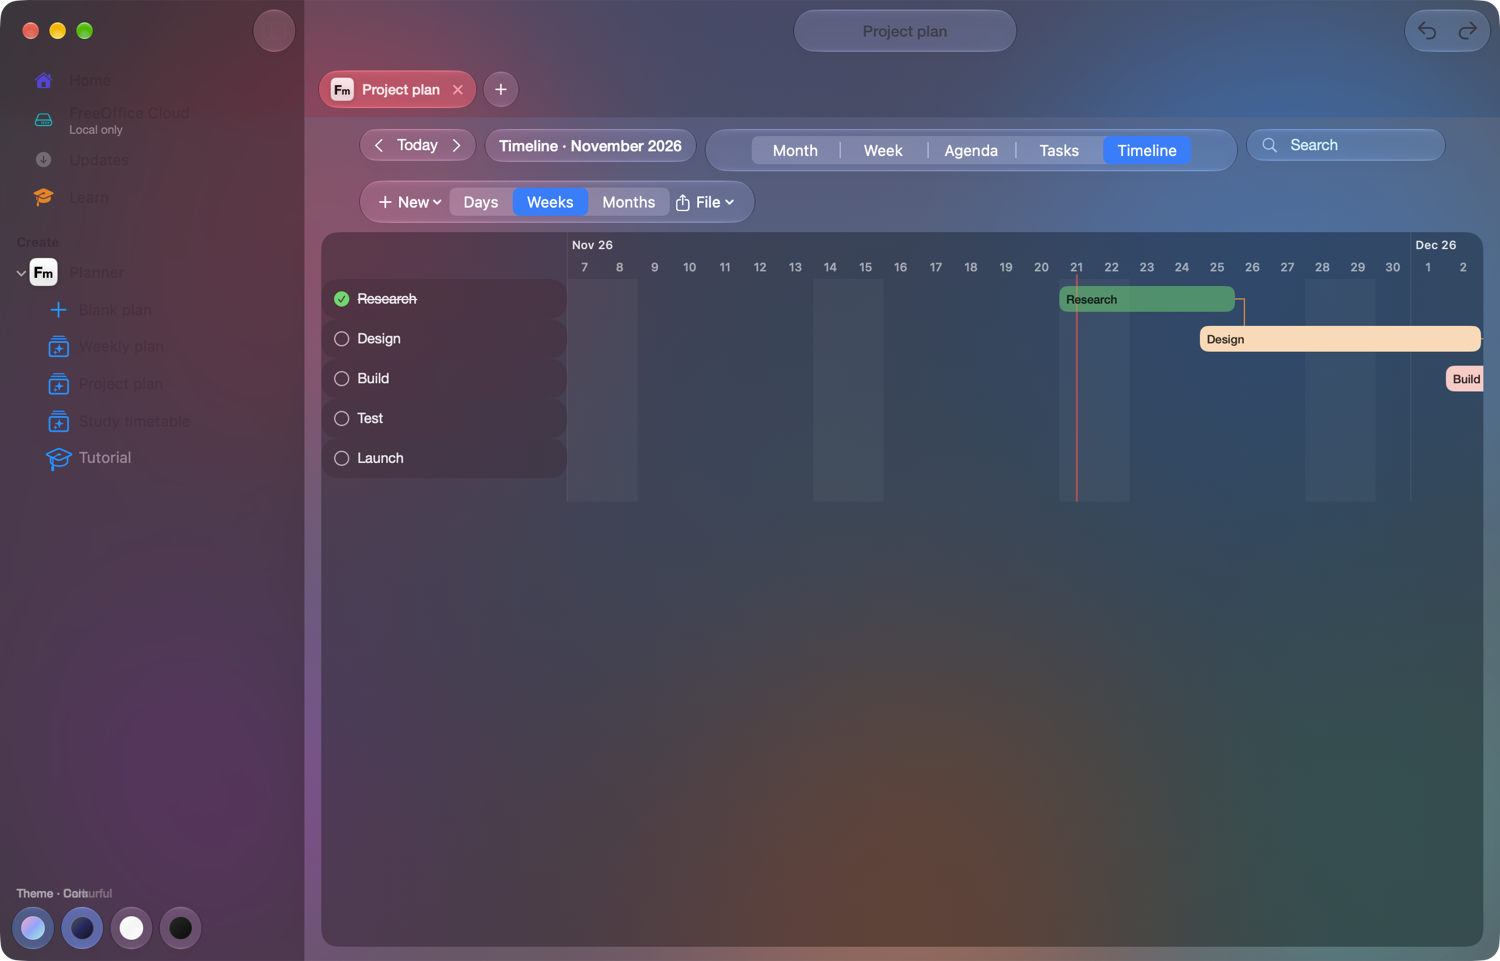 Project plan
Home
FreeOffice Cloud
Local only
Updates
Learn
Create
Fm Planner
Blank plan
Weekly plan
Project plan
Study timetable
Tutorial
Theme ·
Fm Project plan
Today
Timeline · November 2026
Month Week Agenda Tasks Timeline
Search
New Days Weeks Months File
Nov 26 Dec 26
7 8 9 10 11 12 13 14 15 16 17 18 19 20 21 22 23 24 25 26 27 28 29 30 1 2
Research Research
Design Design
Build Build
Test
Launch